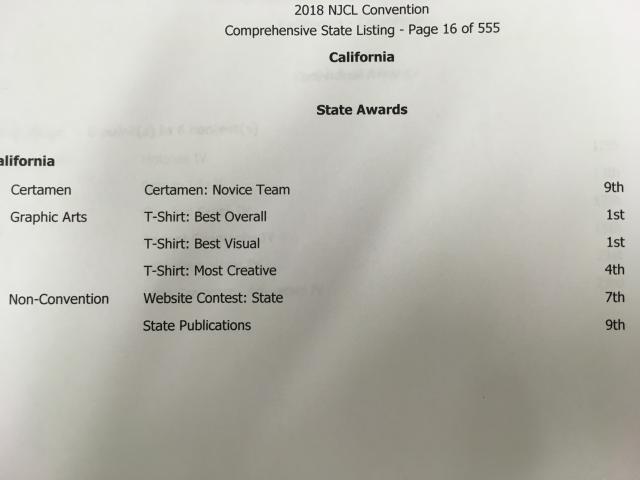 2018 NJCL Convention
Comprehensive State Listing - Page 16 of 555
California
State Awards
alifornia
Certamen Certamen: Novice Team 9th
Graphic Arts T-Shirt: Best Overall 1st
T-Shirt: Best Visual 1st
T-Shirt: Most Creative 4th
Non-Convention Website Contest: State 7th
State Publications 9th